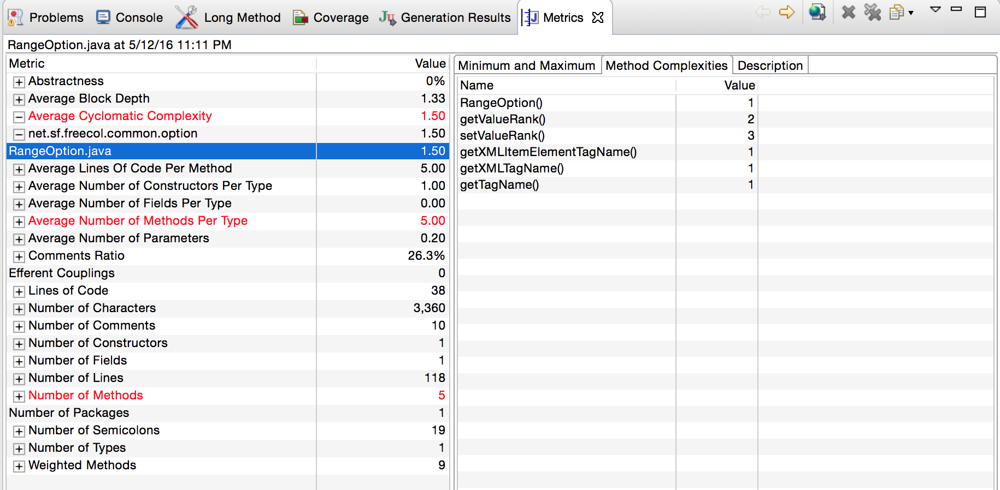 Problems Console Long Method Coverage Generation Results Metrics
RangeOption.java at 5/12/16 11:11 PM
Metric Value
Abstractness 0%
Average Block Depth 1.33
Average Cyclomatic Complexity 1.50
net.sf.freecol.common.option 1.50
RangeOption.java 1.50
Average Lines Of Code Per Method 5.00
Average Number of Constructors Per Type 1.00
Average Number of Fields Per Type 0.00
Average Number of Methods Per Type 5.00
Average Number of Parameters 0.20
Comments Ratio 26.3%
Efferent Couplings 0
Lines of Code 38
Number of Characters 3,360
Number of Comments 10
Number of Constructors 1
Number of Fields 1
Number of Lines 118
Number of Methods 5
Number of Packages 1
Number of Semicolons 19
Number of Types 1
Weighted Methods 9
Minimum and Maximum Method Complexities Description
Name Value
RangeOption() 1
getValueRank() 2
setValueRank() 3
getXMLItemElementTagName() 1
getXMLTagName() 1
getTagName() 1